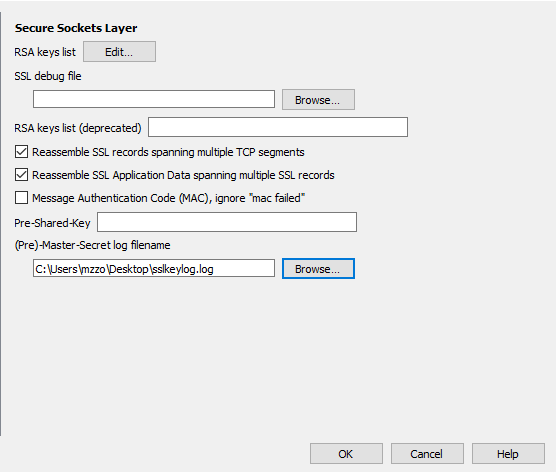 Secure Sockets Layer
RSA keys list Edit...
SSL debug file
Browse...
RSA keys list (deprecated)
Reassemble SSL records spanning multiple TCP segments
Reassemble SSL Application Data spanning multiple SSL records
Message Authentication Code (MAC), ignore "mac failed"
Pre-Shared-Key
(Pre)-Master-Secret log filename
C:\Users\mzzo\Desktop\sslkeylog.log Browse...
OK Cancel Help